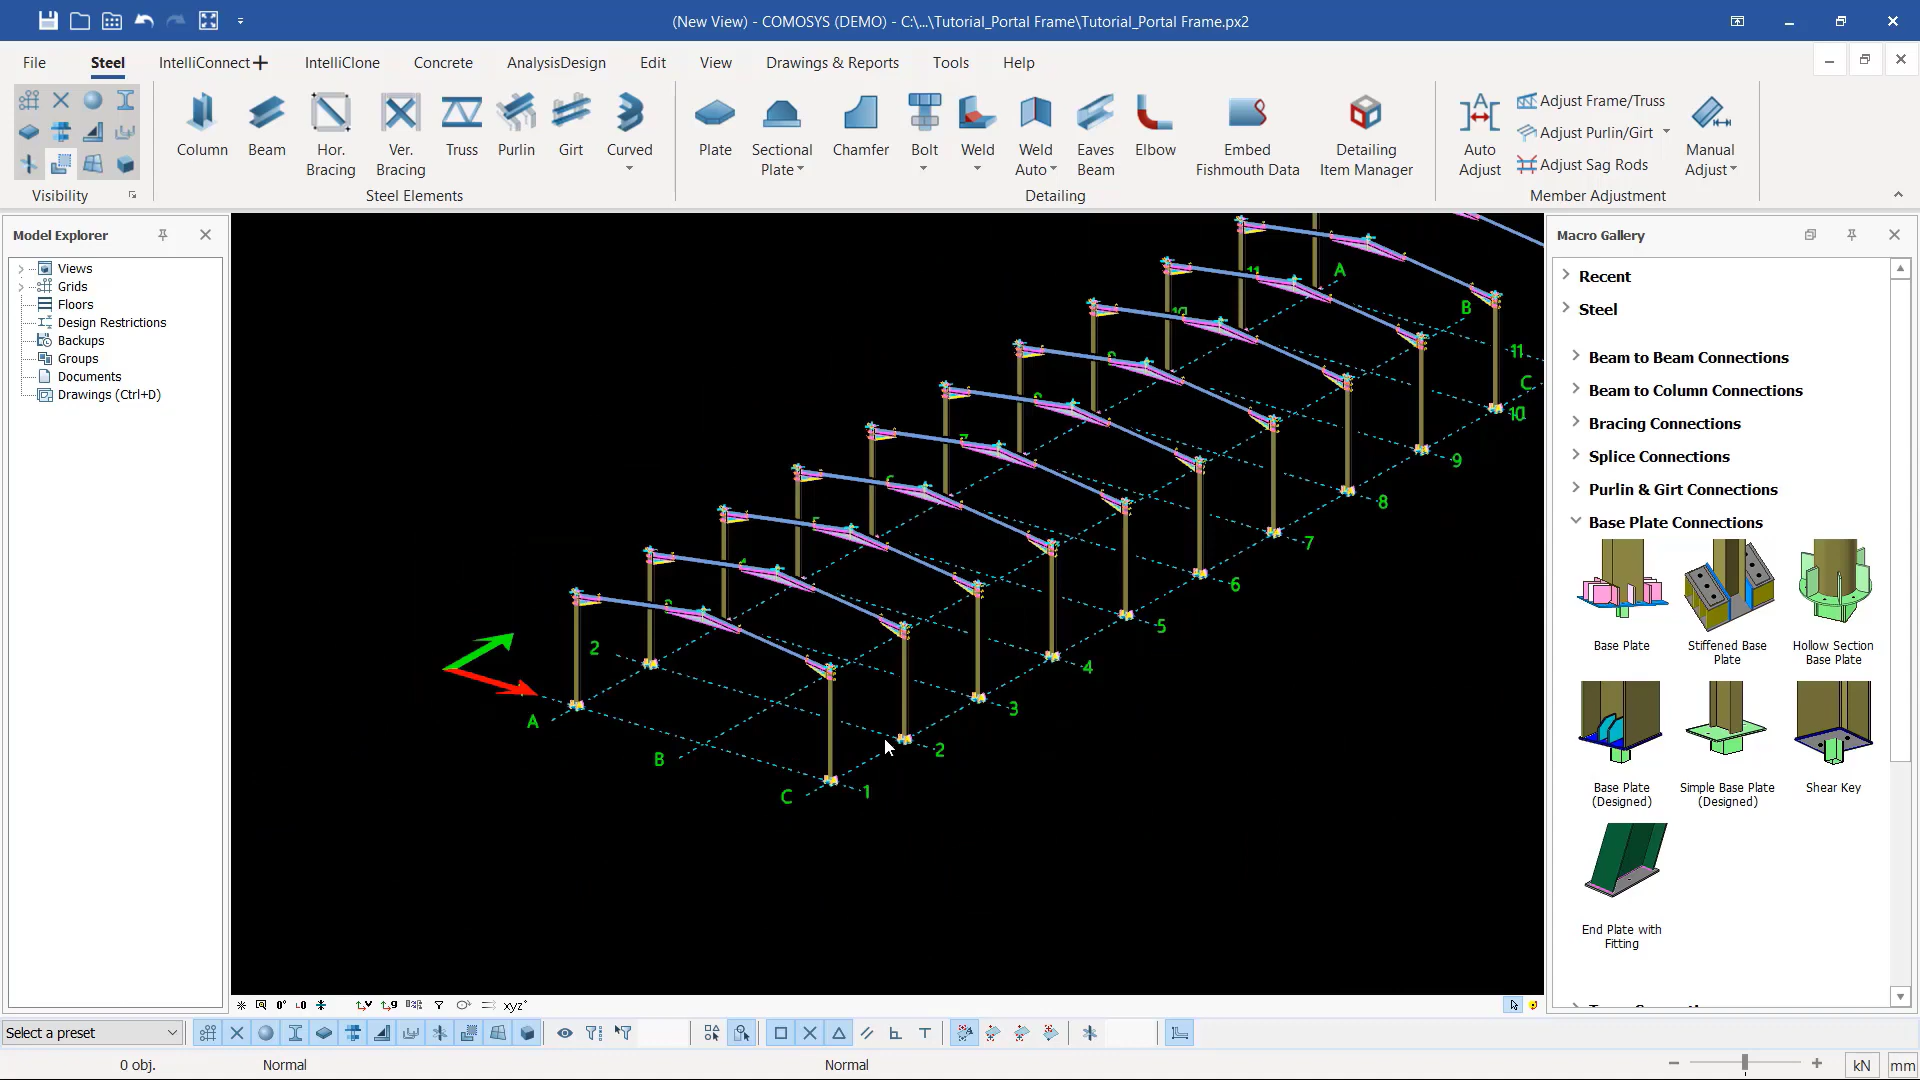 (New View) - COMOSYS (DEMO) - C:\...\Tutorial_Portal Frame\Tutorial_Portal Frame.px2
File Steel IntelliConnect IntelliClone Concrete AnalysisDesign Edit View Drawings & Reports Tools Help
Column Beam Hor. Bracing Ver. Bracing Truss Purlin Girt Curved
Plate Sectional Plate Chamfer Bolt Weld Weld Auto Eaves Beam Elbow Embed Fishmouth Data Detailing Item Manager
Auto Adjust
Adjust Frame/Truss
Adjust Purlin/Girt
Adjust Sag Rods
Manual Adjust
Visibility Steel Elements Detailing Member Adjustment
Model Explorer
Views
Grids
Floors
Design Restrictions
Backups
Groups
Documents
Drawings (Ctrl+D)
A
11
B
11
C
10
9
8
7
6
5
4
3
2
2
1
A
B
C
Macro Gallery
Recent
Steel
Beam to Beam Connections
Beam to Column Connections
Bracing Connections
Splice Connections
Purlin & Girt Connections
Base Plate Connections
Base Plate
Stiffened Base Plate
Hollow Section Base Plate
Base Plate (Designed)
Simple Base Plate (Designed)
Shear Key
End Plate with Fitting
xyz
Select a preset
0 obj. Normal Normal kN mm